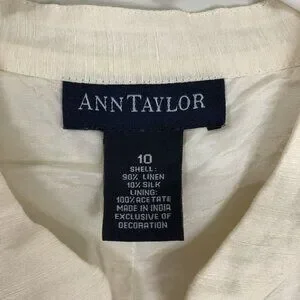 ANN TAYLOR
10
SHELL:
90% LINEN
10% SILK
LINING:
100% ACETATE
MADE IN INDIA
EXCLUSIVE OF
DECORATION